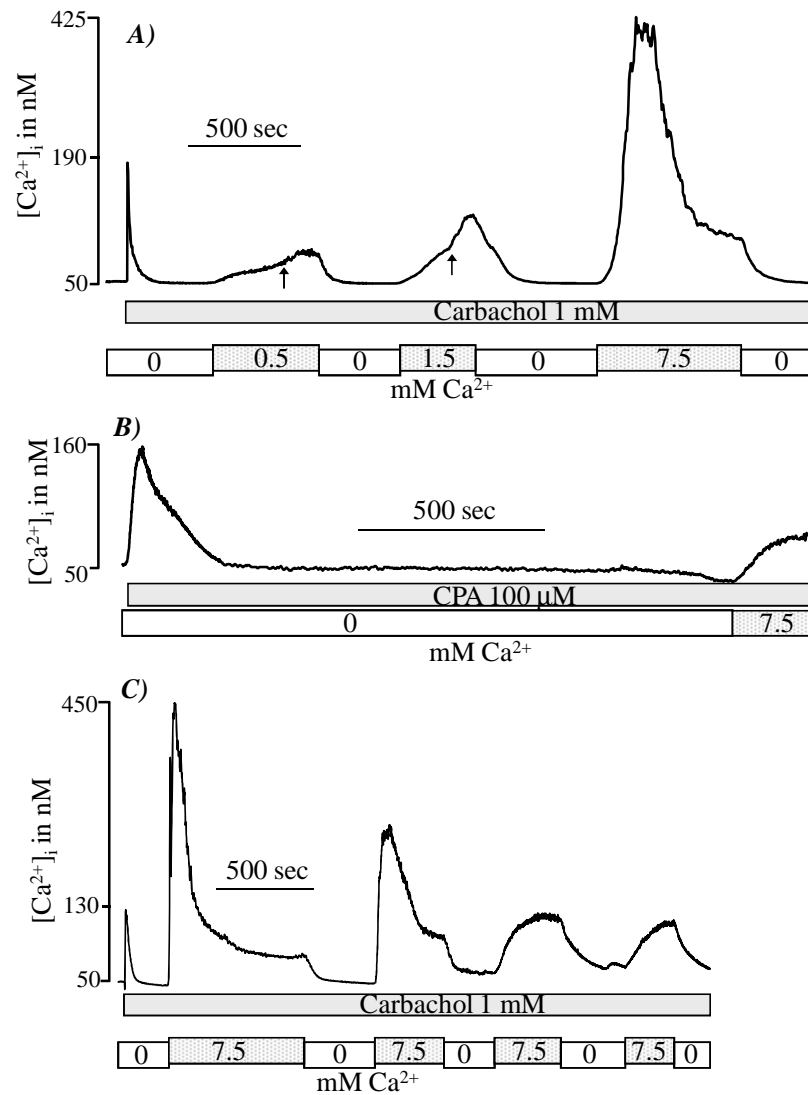 A)
425
190
50
[Ca²⁺]ᵢ in nM
500 sec
Carbachol 1 mM
0 0.5 0 1.5 0 7.5 0
mM Ca²⁺
B)
160
50
[Ca²⁺]ᵢ in nM
500 sec
CPA 100 μM
0 7.5
mM Ca²⁺
C)
450
130
50
[Ca²⁺]ᵢ in nM
500 sec
Carbachol 1 mM
0 7.5 0 7.5 0 7.5 0 7.5 0
mM Ca²⁺